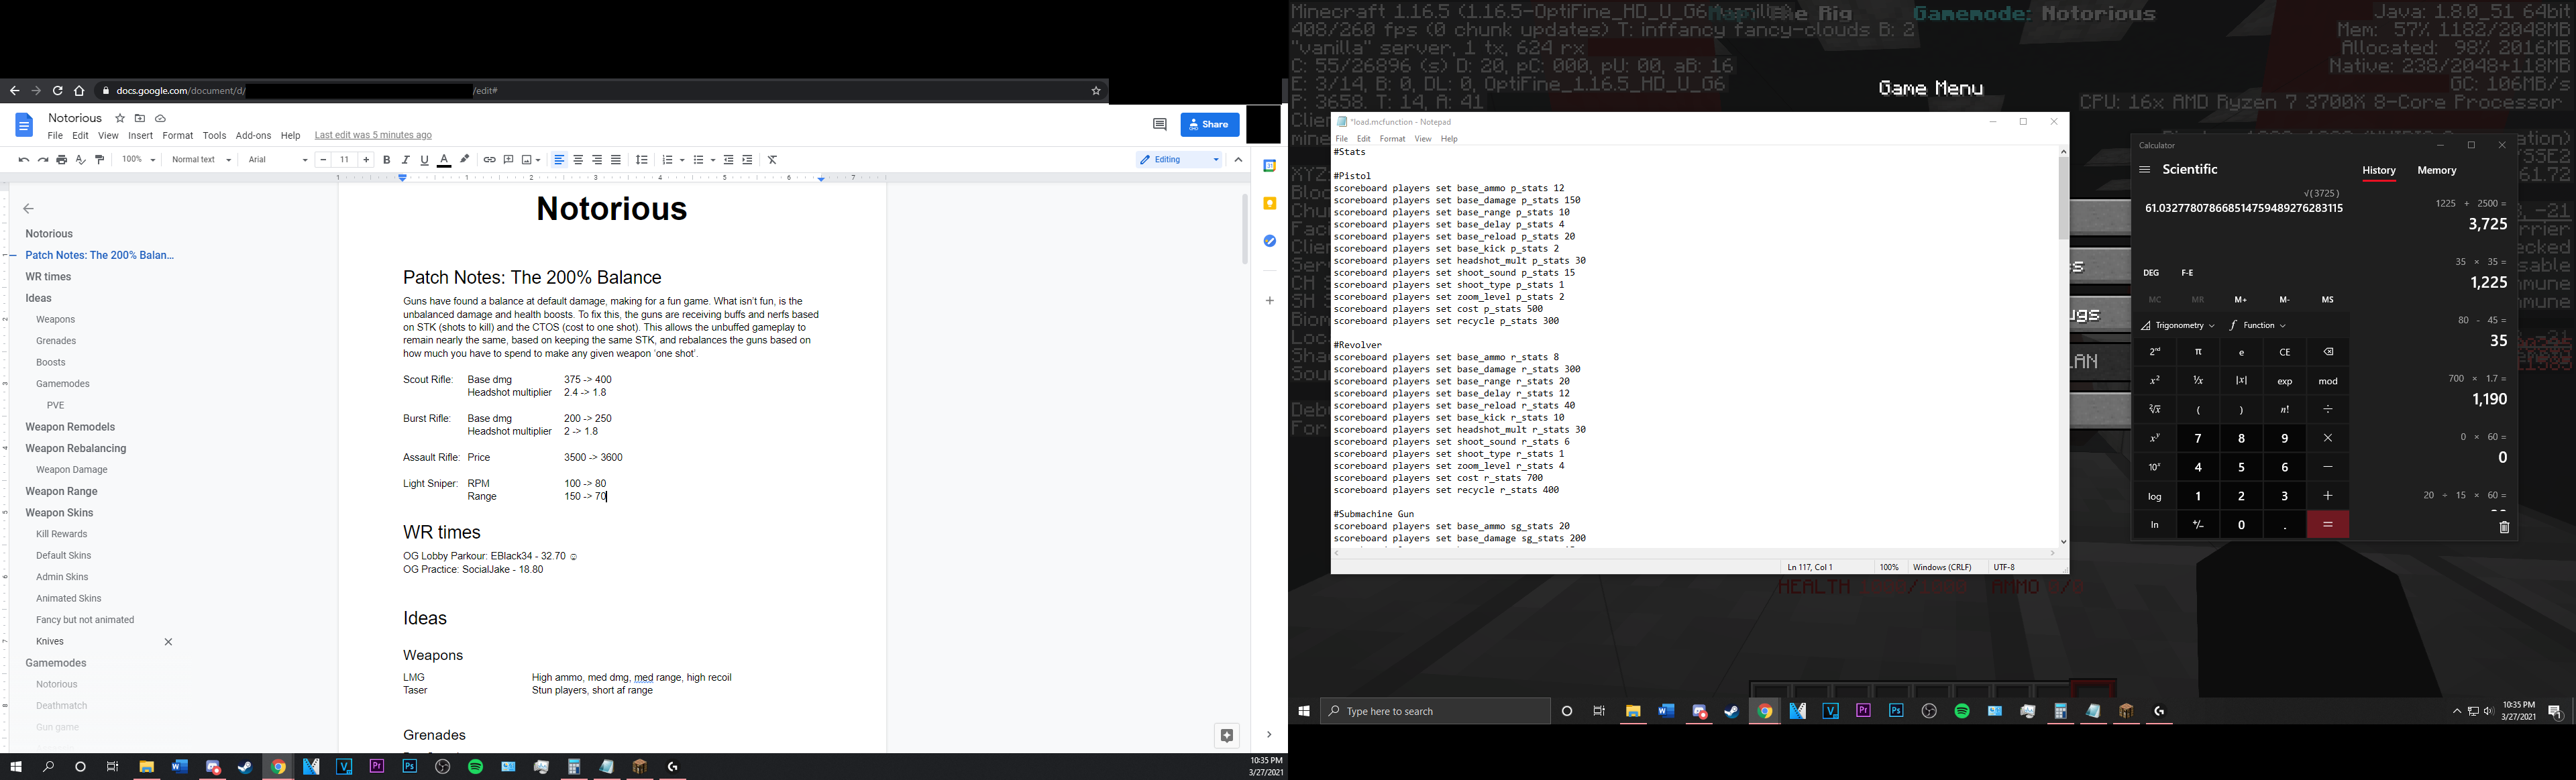 docs.google.com/document/d/ /edit#
Notorious
File Edit View Insert Format Tools Add-ons Help Last edit was 5 minutes ago
Share
100% Normal text Arial 11 Editing
Notorious
Patch Notes: The 200% Balan...
WR times
Ideas
Weapons
Grenades
Boosts
Gamemodes
PVE
Weapon Remodels
Weapon Rebalancing
Weapon Damage
Weapon Range
Weapon Skins
Kill Rewards
Default Skins
Admin Skins
Animated Skins
Fancy but not animated
Knives
Gamemodes
Notorious
Deathmatch
Gun game
Notorious
Patch Notes: The 200% Balance
Guns have found a balance at default damage, making for a fun game. What isn't fun, is the
unbalanced damage and health boosts. To fix this, the guns are receiving buffs and nerfs based
on STK (shots to kill) and the CTOS (cost to one shot). This allows the unbuffed gameplay to
remain nearly the same, based on keeping the same STK, and rebalances the guns based on
how much you have to spend to make any given weapon 'one shot'.
Scout Rifle: Base dmg 375 -> 400
Headshot multiplier 2.4 -> 1.8
Burst Rifle: Base dmg 200 -> 250
Headshot multiplier 2 -> 1.8
Assault Rifle: Price 3500 -> 3600
Light Sniper: RPM 100 -> 80
Range 150 -> 70
WR times
OG Lobby Parkour: EBlack34 - 32.70
OG Practice: SocialJake - 18.80
Ideas
Weapons
LMG High ammo, med dmg, med range, high recoil
Taser Stun players, short af range
Grenades
10:35 PM
3/27/2021
Minecraft 1.16.5 (1.16.5-OptiFine_HD_U_G6/vanilla)
408/260 fps (0 chunk updates) T: inffancy fancy-clouds B: 2
"vanilla" server, 1 tx, 624 rx
C: 55/26896 (s) D: 20, pC: 000, pU: 00, aB: 16
E: 3/14, B: 0, DL: 0, OptiFine_1.16.5_HD_U_G6
P: 3658. T: 14, A: 41
The Rig Gamemode: Notorious
Java: 1.8.0_51 64bit
Mem: 57% 1182/2048MB
Allocated: 98% 2016MB
Native: 238/2048+118MB
GC: 106MB/s
CPU: 16x AMD Ryzen 7 3700X 8-Core Processor
Game Menu
*load.mcfunction - Notepad
File Edit Format View Help
#Stats
#Pistol
scoreboard players set base_ammo p_stats 12
scoreboard players set base_damage p_stats 150
scoreboard players set base_range p_stats 10
scoreboard players set base_delay p_stats 4
scoreboard players set base_reload p_stats 20
scoreboard players set base_kick p_stats 2
scoreboard players set headshot_mult p_stats 30
scoreboard players set shoot_sound p_stats 15
scoreboard players set shoot_type p_stats 1
scoreboard players set zoom_level p_stats 2
scoreboard players set cost p_stats 500
scoreboard players set recycle p_stats 300
#Revolver
scoreboard players set base_ammo r_stats 8
scoreboard players set base_damage r_stats 300
scoreboard players set base_range r_stats 20
scoreboard players set base_delay r_stats 12
scoreboard players set base_reload r_stats 40
scoreboard players set base_kick r_stats 10
scoreboard players set headshot_mult r_stats 30
scoreboard players set shoot_sound r_stats 6
scoreboard players set shoot_type r_stats 1
scoreboard players set zoom_level r_stats 4
scoreboard players set cost r_stats 700
scoreboard players set recycle r_stats 400
#Submachine Gun
scoreboard players set base_ammo sg_stats 20
scoreboard players set base_damage sg_stats 200
Ln 117, Col 1 100% Windows (CRLF) UTF-8
Calculator
Scientific
√(3725)
61.032778078668514759489276283115
DEG F-E
MC MR M+ M- MS
Trigonometry Function
2nd π e CE
x² ¹/x |x| exp mod
²√x ( ) n! ÷
xʸ 7 8 9 ×
10ˣ 4 5 6 −
log 1 2 3 +
ln +/- 0 . =
History Memory
1225 + 2500 =
3,725
35 × 35 =
1,225
80 - 45 =
35
700 × 1.7 =
1,190
0 × 60 =
0
20 ÷ 15 × 60 =
HEALTH AMMO
Type here to search
10:35 PM
3/27/2021